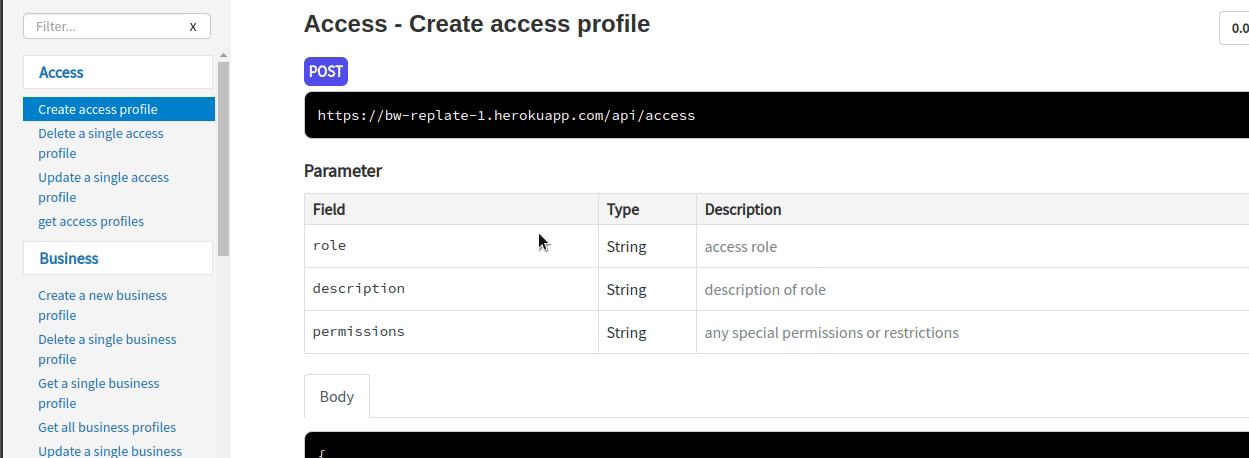 Filter...
X
Access
Create access profile
Delete a single access
profile
Update a single access
profile
get access profiles
Business
Create a new business
profile
Delete a single business
profile
Get a single business
profile
Get all business profiles
Update a single business
Access - Create access profile
0.0
POST
https://bw-replate-1.herokuapp.com/api/access
Parameter
Field Type Description
role String access role
description String description of role
permissions String any special permissions or restrictions
Body
{